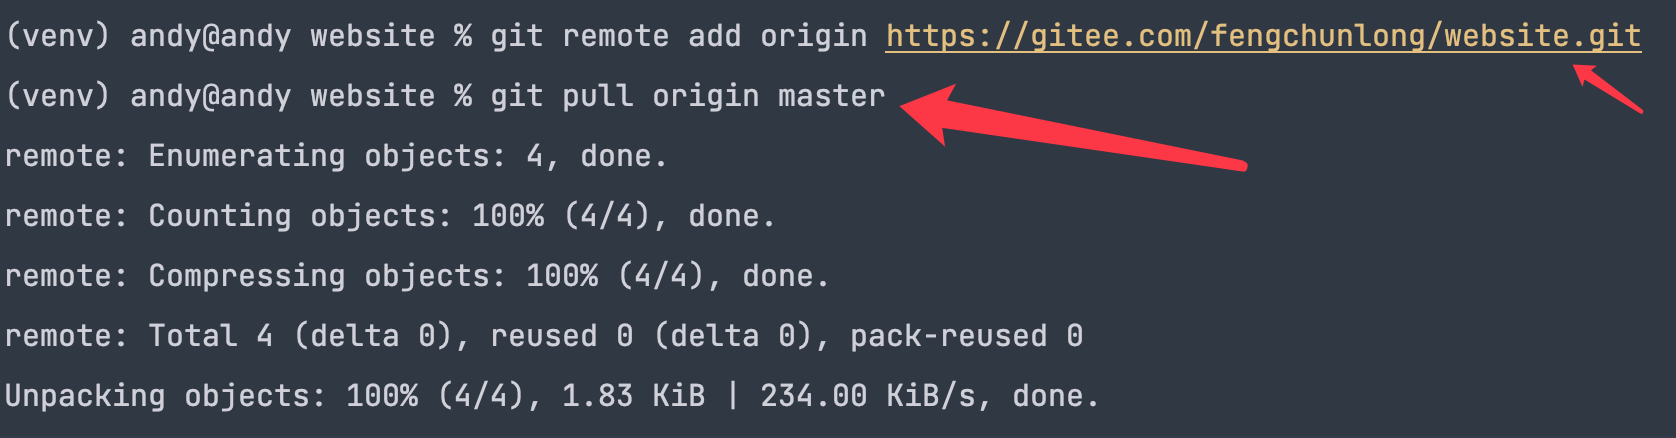 (venv) andy@andy website % git remote add origin https://gitee.com/fengchunlong/website.git
(venv) andy@andy website % git pull origin master
remote: Enumerating objects: 4, done.
remote: Counting objects: 100% (4/4), done.
remote: Compressing objects: 100% (4/4), done.
remote: Total 4 (delta 0), reused 0 (delta 0), pack-reused 0
Unpacking objects: 100% (4/4), 1.83 KiB | 234.00 KiB/s, done.